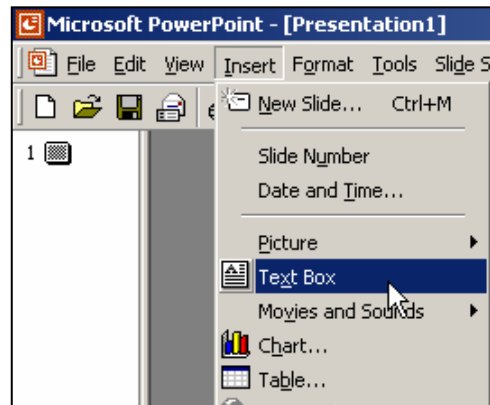 Microsoft PowerPoint - [Presentation1]
File Edit View Insert Format Tools Slide S
New Slide... Ctrl+M
1
Slide Number
Date and Time...
Picture
Text Box
Movies and Sounds
Chart...
Table...